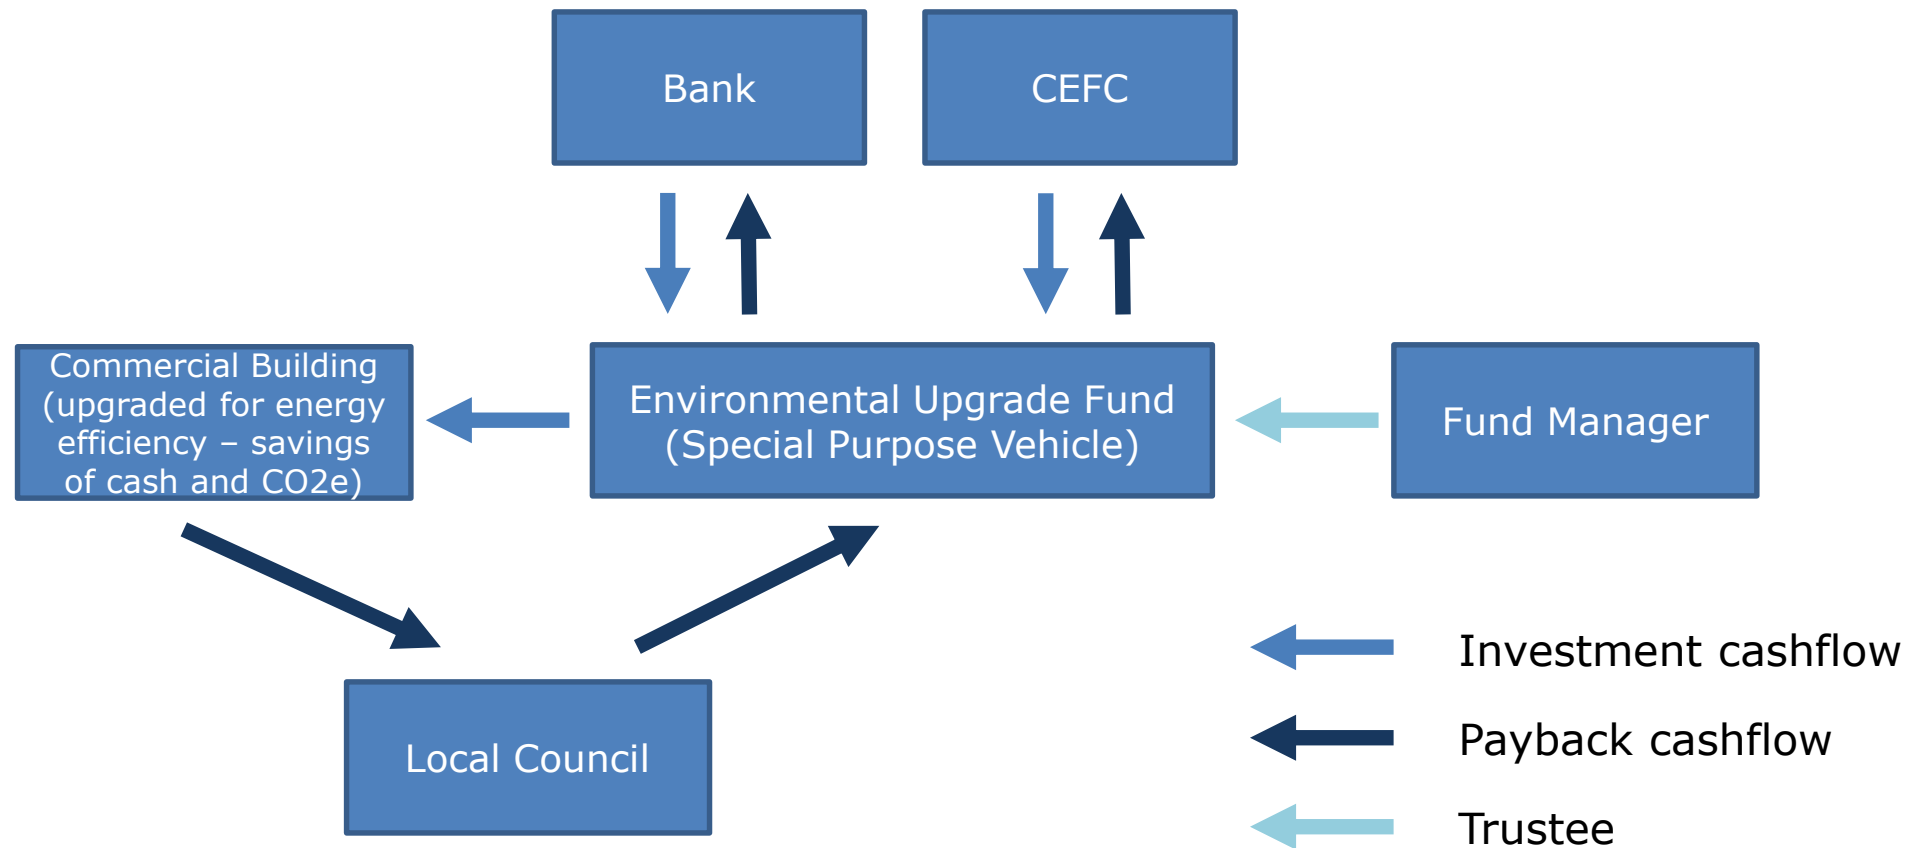 Bank
CEFC
Commercial Building
(upgraded for energy
efficiency – savings
of cash and CO2e)
Environmental Upgrade Fund
(Special Purpose Vehicle)
Fund Manager
Local Council
Investment cashflow
Payback cashflow
Trustee